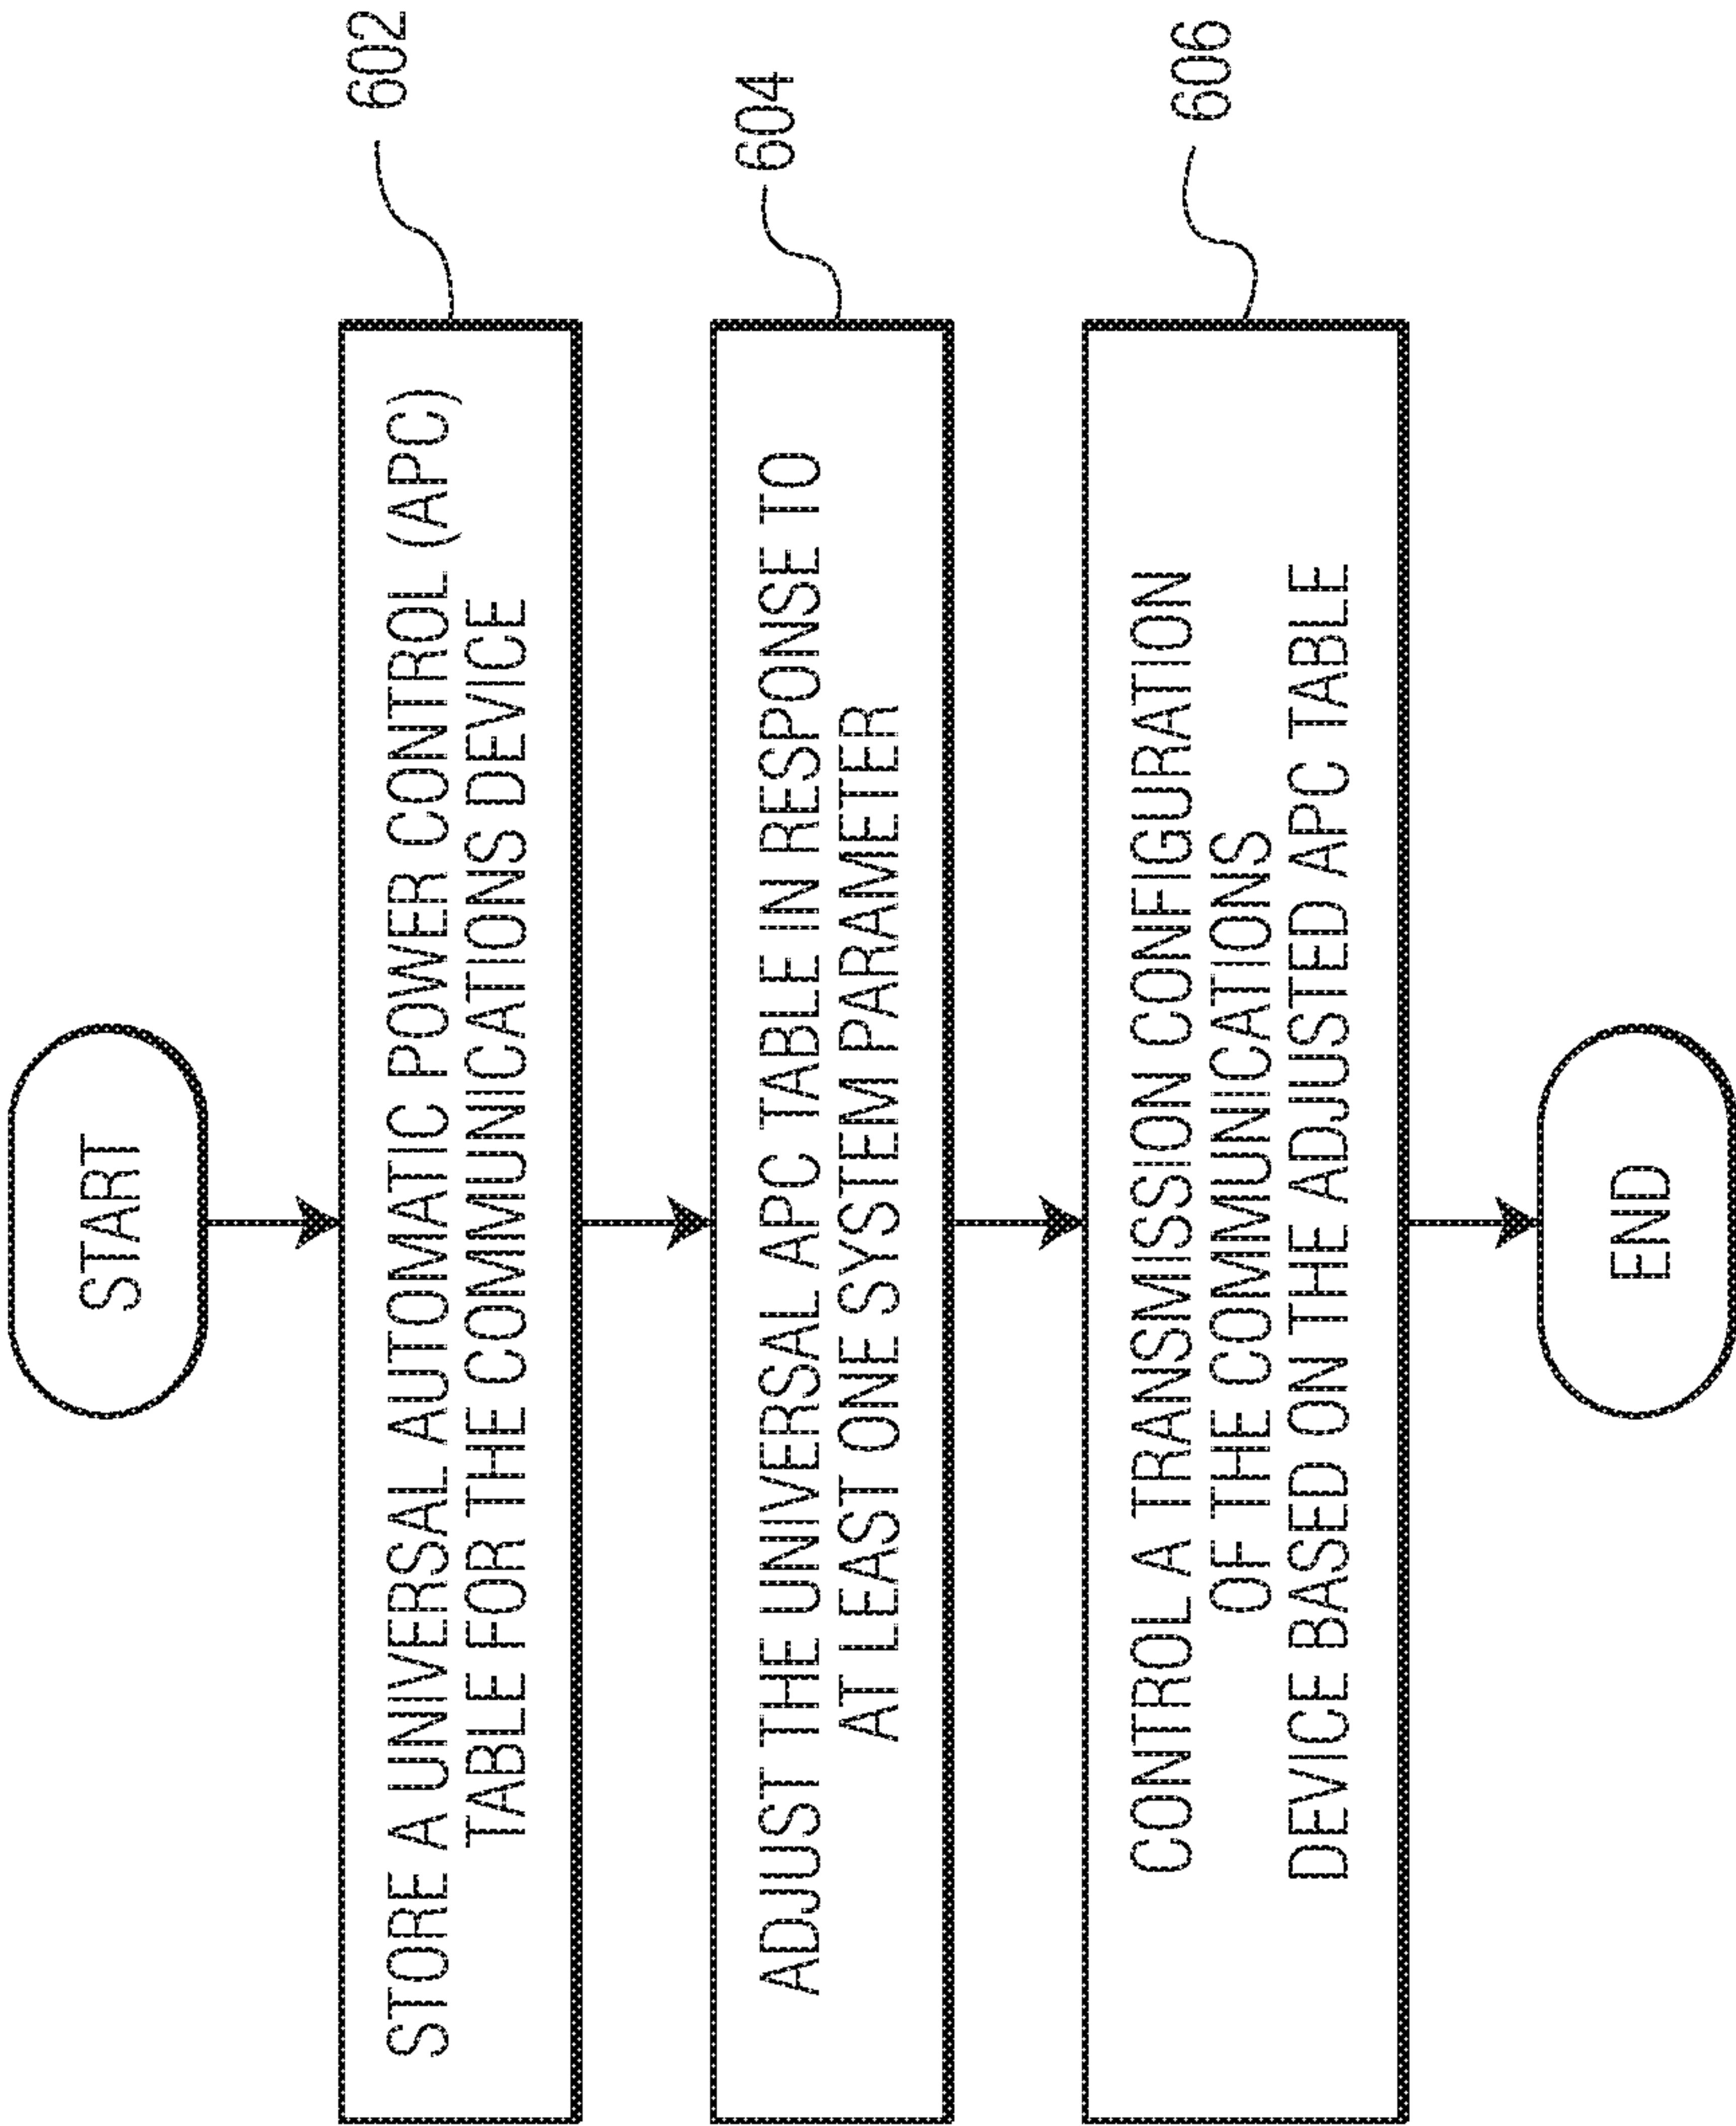 START
STORE A UNIVERSAL AUTOMATIC POWER CONTROL (APC)
TABLE FOR THE COMMUNICATIONS DEVICE
602
ADJUST THE UNIVERSAL APC TABLE IN RESPONSE TO
AT LEAST ONE SYSTEM PARAMETER
604
CONTROL A TRANSMISSION CONFIGURATION
OF THE COMMUNICATIONS
DEVICE BASED ON THE ADJUSTED APC TABLE
606
END